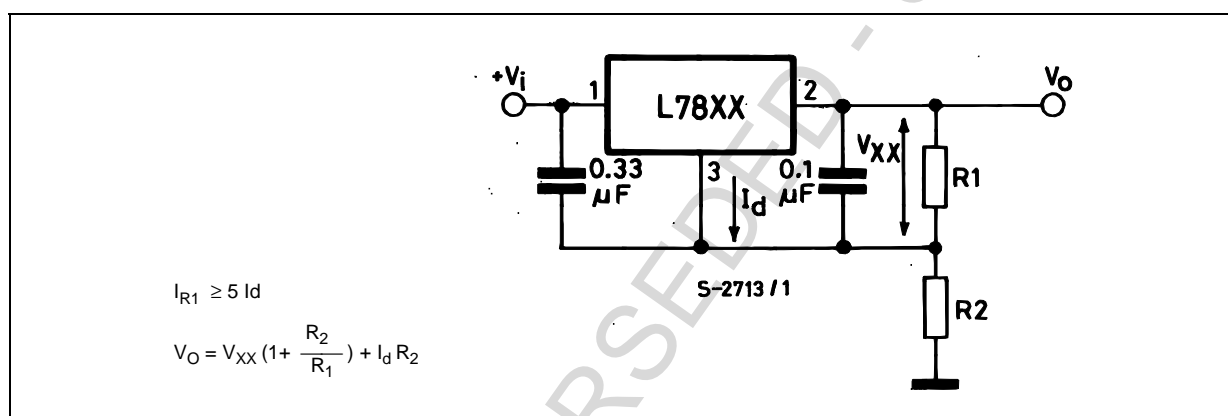 +Vi
1
L78XX
2
Vo
0.33
µF
3
Id
0.1
µF
VXX
R1
S-2713/1
R2
IR1 ≥ 5 Id
VO = VXX (1+ R2 / R1 ) + Id R2
RSEDED -